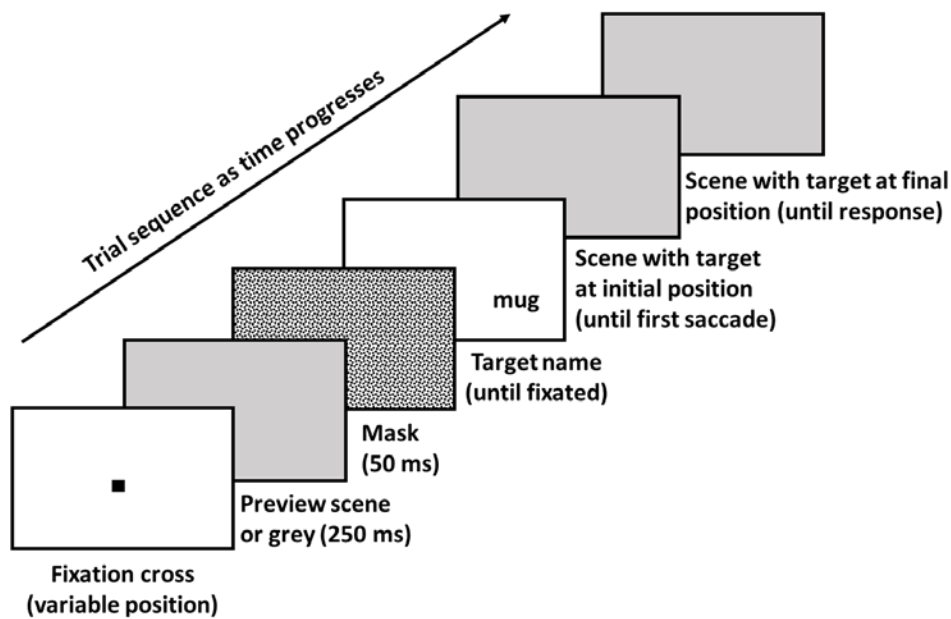 Trial sequence as time progresses
Scene with target at final
position (until response)
Scene with target
at initial position
(until first saccade)
mug
Target name
(until fixated)
Mask
(50 ms)
Preview scene
or grey (250 ms)
Fixation cross
(variable position)